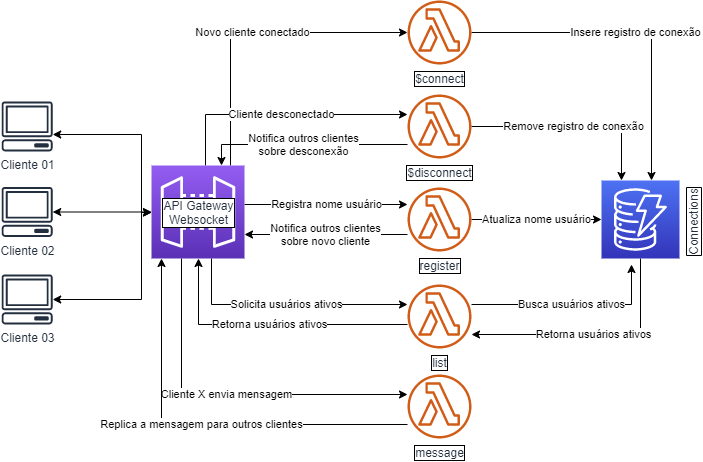 Novo cliente conectado
Insere registro de conexão
$connect
Cliente desconectado
Remove registro de conexão
Notifica outros clientes
sobre desconexão
$disconnect
Cliente 01
API Gateway
Websocket
Registra nome usuário
Atualiza nome usuário
Connections
Notifica outros clientes
sobre novo cliente
register
Cliente 02
Solicita usuários ativos
Busca usuários ativos
Retorna usuários ativos
Retorna usuários ativos
Cliente 03
list
Cliente X envia mensagem
Replica a mensagem para outros clientes
message